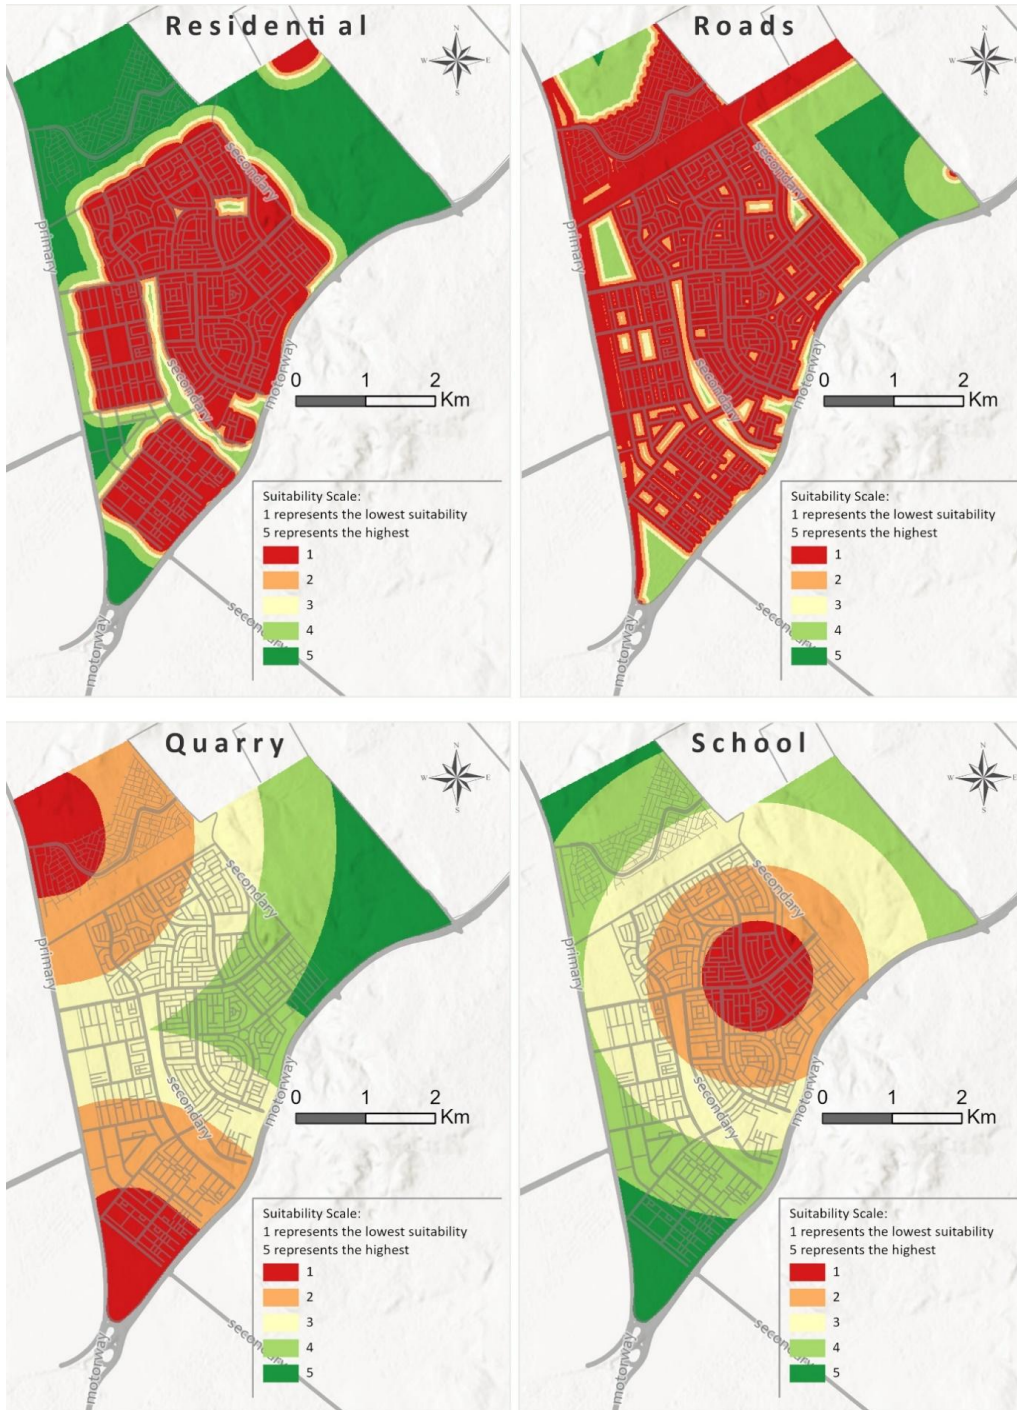 Residential
N
W E
S
secondary
primary
secondary
motorway
0 1 2
Km
Suitability Scale:
1 represents the lowest suitability
5 represents the highest
1
2
3
4
5
secondary
motorway
Roads
N
W E
S
secondary
primary
secondary
motorway
0 1 2
Km
Suitability Scale:
1 represents the lowest suitability
5 represents the highest
1
2
3
4
5
secondary
motorway
Quarry
N
W E
S
secondary
primary
secondary
motorway
0 1 2
Km
Suitability Scale:
1 represents the lowest suitability
5 represents the highest
1
2
3
4
5
secondary
motorway
School
N
W E
S
secondary
primary
secondary
motorway
0 1 2
Km
Suitability Scale:
1 represents the lowest suitability
5 represents the highest
1
2
3
4
5
secondary
motorway